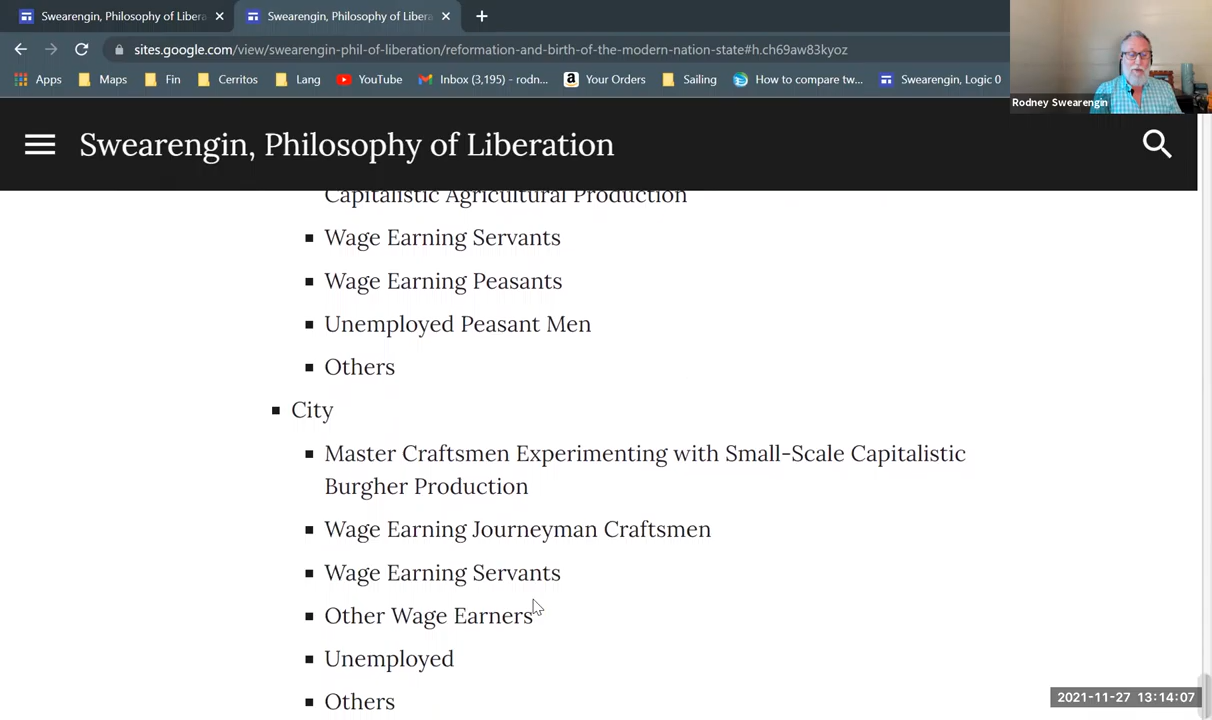 Swearengin, Philosophy of Libera
Swearengin, Philosophy of Libera
sites.google.com/view/swearengin-phil-of-liberation/reformation-and-birth-of-the-modern-nation-state#h.ch69aw83kyoz
Apps Maps Fin Cerritos Lang YouTube Inbox (3,195) - rodn... Your Orders Sailing How to compare tw... Swearengin, Logic 0
Rodney Swearengin
Swearengin, Philosophy of Liberation
Capitalistic Agricultural Production
Wage Earning Servants
Wage Earning Peasants
Unemployed Peasant Men
Others
City
Master Craftsmen Experimenting with Small-Scale Capitalistic
Burgher Production
Wage Earning Journeyman Craftsmen
Wage Earning Servants
Other Wage Earners
Unemployed
Others
2021-11-27 13:14:07